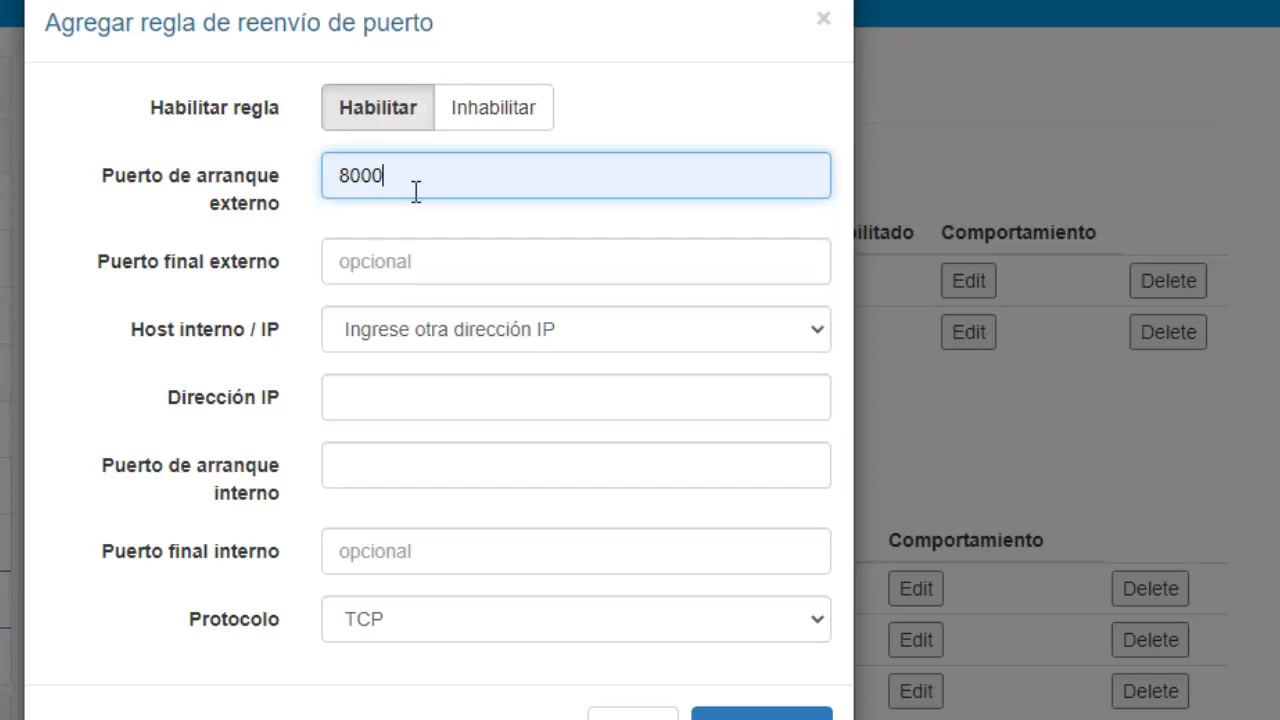 Agregar regla de reenvío de puerto ×
Habilitar regla Habilitar Inhabilitar
Puerto de arranque externo 8000
Puerto final externo opcional
Host interno / IP Ingrese otra dirección IP
Dirección IP
Puerto de arranque interno
Puerto final interno opcional
Protocolo TCP
Comportamiento
Edit Delete
Edit Delete
Comportamiento
Edit Delete
Edit Delete
Edit Delete